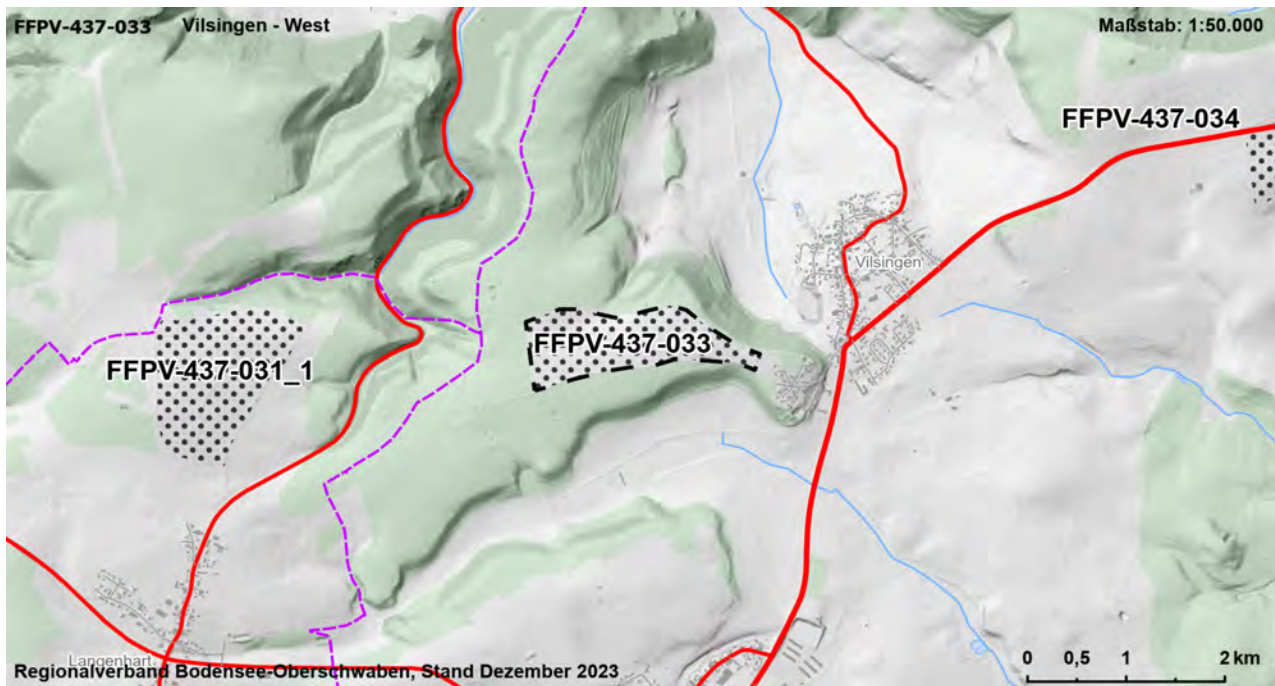 FFPV-437-033 Vilsingen - West
Maßstab: 1:50.000
FFPV-437-034
Vilsingen
FFPV-437-033
FFPV-437-031_1
Langenhart
Regionalverband Bodensee-Oberschwaben, Stand Dezember 2023
0 0,5 1 2 km